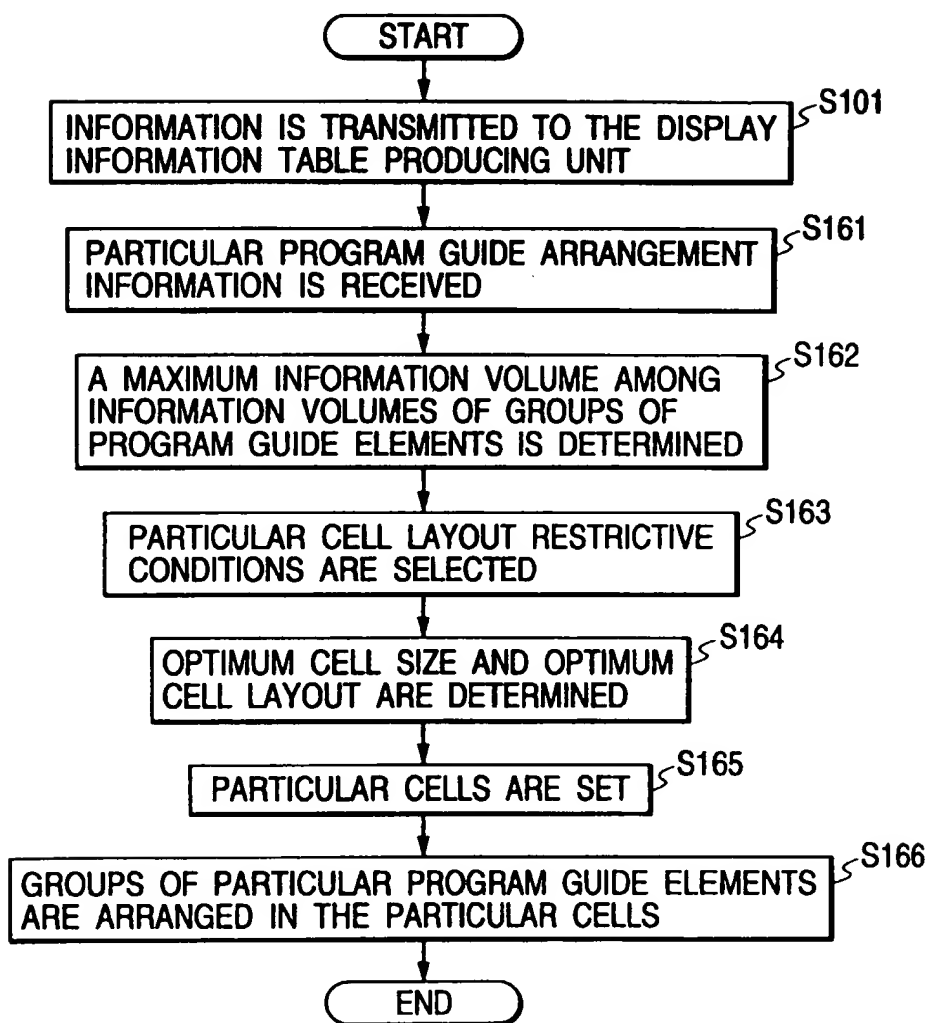 START
S101
INFORMATION IS TRANSMITTED TO THE DISPLAY
INFORMATION TABLE PRODUCING UNIT
S161
PARTICULAR PROGRAM GUIDE ARRANGEMENT
INFORMATION IS RECEIVED
S162
A MAXIMUM INFORMATION VOLUME AMONG
INFORMATION VOLUMES OF GROUPS OF
PROGRAM GUIDE ELEMENTS IS DETERMINED
S163
PARTICULAR CELL LAYOUT RESTRICTIVE
CONDITIONS ARE SELECTED
S164
OPTIMUM CELL SIZE AND OPTIMUM
CELL LAYOUT ARE DETERMINED
S165
PARTICULAR CELLS ARE SET
S166
GROUPS OF PARTICULAR PROGRAM GUIDE ELEMENTS
ARE ARRANGED IN THE PARTICULAR CELLS
END